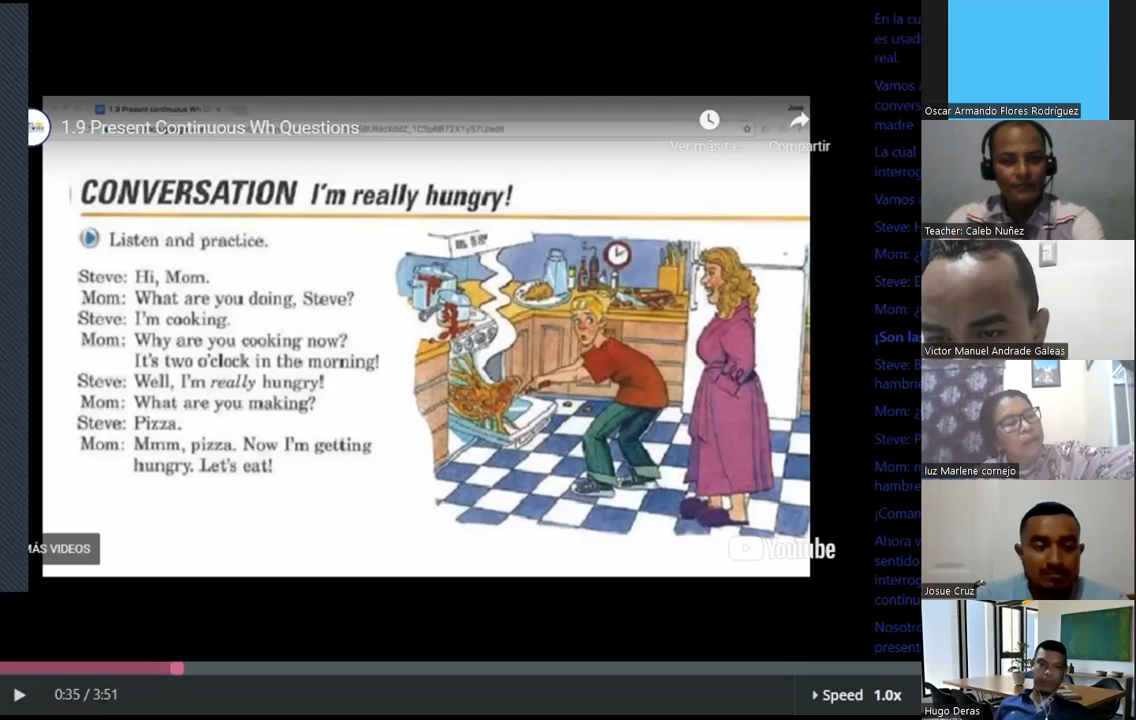 1.9 Present Continuous Wh Questions
Ver más ta...
Compartir
CONVERSATION I'm really hungry!
Listen and practice.
Steve: Hi, Mom.
Mom: What are you doing, Steve?
Steve: I'm cooking.
Mom: Why are you cooking now?
It's two o'clock in the morning!
Steve: Well, I'm really hungry!
Mom: What are you making?
Steve: Pizza.
Mom: Mmm, pizza. Now I'm getting
hungry. Let's eat!
MÁS VIDEOS
YouTube
0:35 / 3:51
Speed 1.0x
En la cu
es usad
real.
Vamos a
convers
madre
La cual
interrog
Vamos a
Steve: H
Mom: ¿
Steve: E
Mom: ¿
¡Son las
Steve: B
hambri
Mom: ¿
Steve: P
Mom: m
hambre
¡Comam
Ahora v
sentido
interrog
continu
Nosotro
present
Oscar Armando Flores Rodríguez
Teacher: Caleb Nuñez
Victor Manuel Andrade Galeas
luz Marlene cornejo
Josue Cruz
Hugo Deras